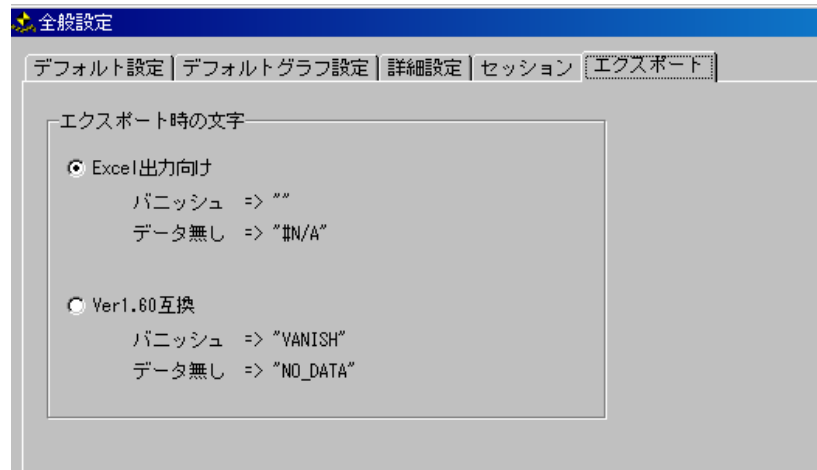 全般設定
デフォルト設定 デフォルトグラフ設定 詳細設定 セッション エクスポート
エクスポート時の文字
Excel出力向け
バニッシュ => ""
データ無し => "#N/A"
Ver1.60互換
バニッシュ => "VANISH"
データ無し => "NO_DATA"